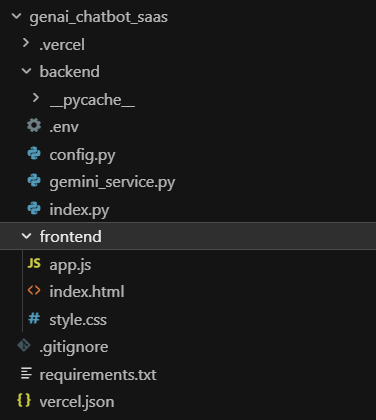 genai_chatbot_saas
.vercel
backend
__pycache__
.env
config.py
gemini_service.py
index.py
frontend
JS app.js
<> index.html
# style.css
.gitignore
requirements.txt
{} vercel.json